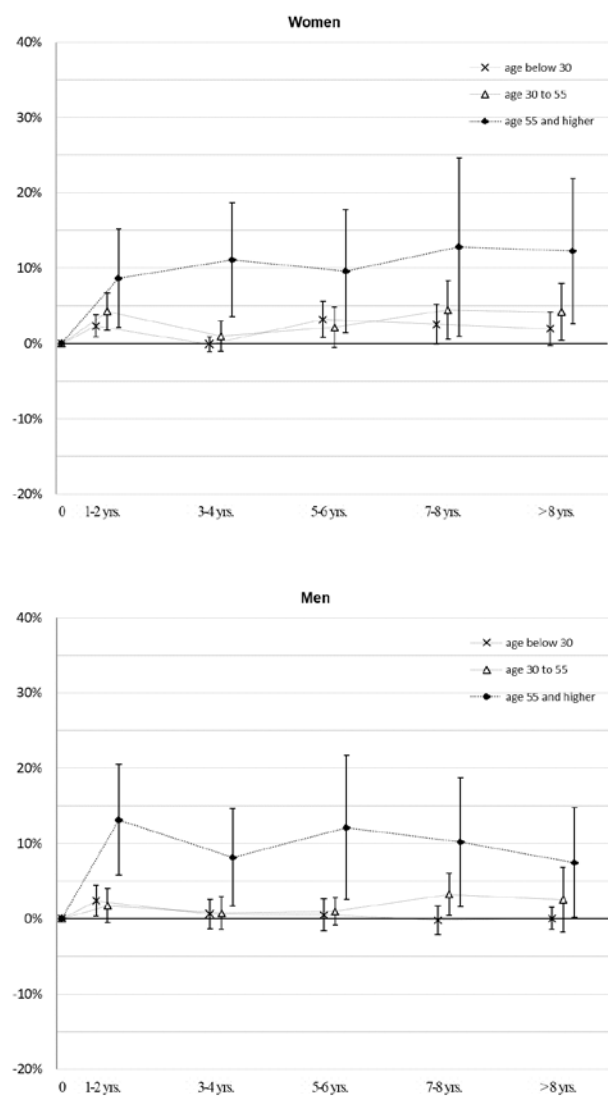 Women
40%
age below 30
age 30 to 55
30%
age 55 and higher
20%
10%
0%
-10%
-20%
0 1-2 yrs. 3-4 yrs. 5-6 yrs. 7-8 yrs. >8 yrs.
Men
40%
age below 30
age 30 to 55
30%
age 55 and higher
20%
10%
0%
-10%
-20%
0 1-2 yrs. 3-4 yrs. 5-6 yrs. 7-8 yrs. >8 yrs.